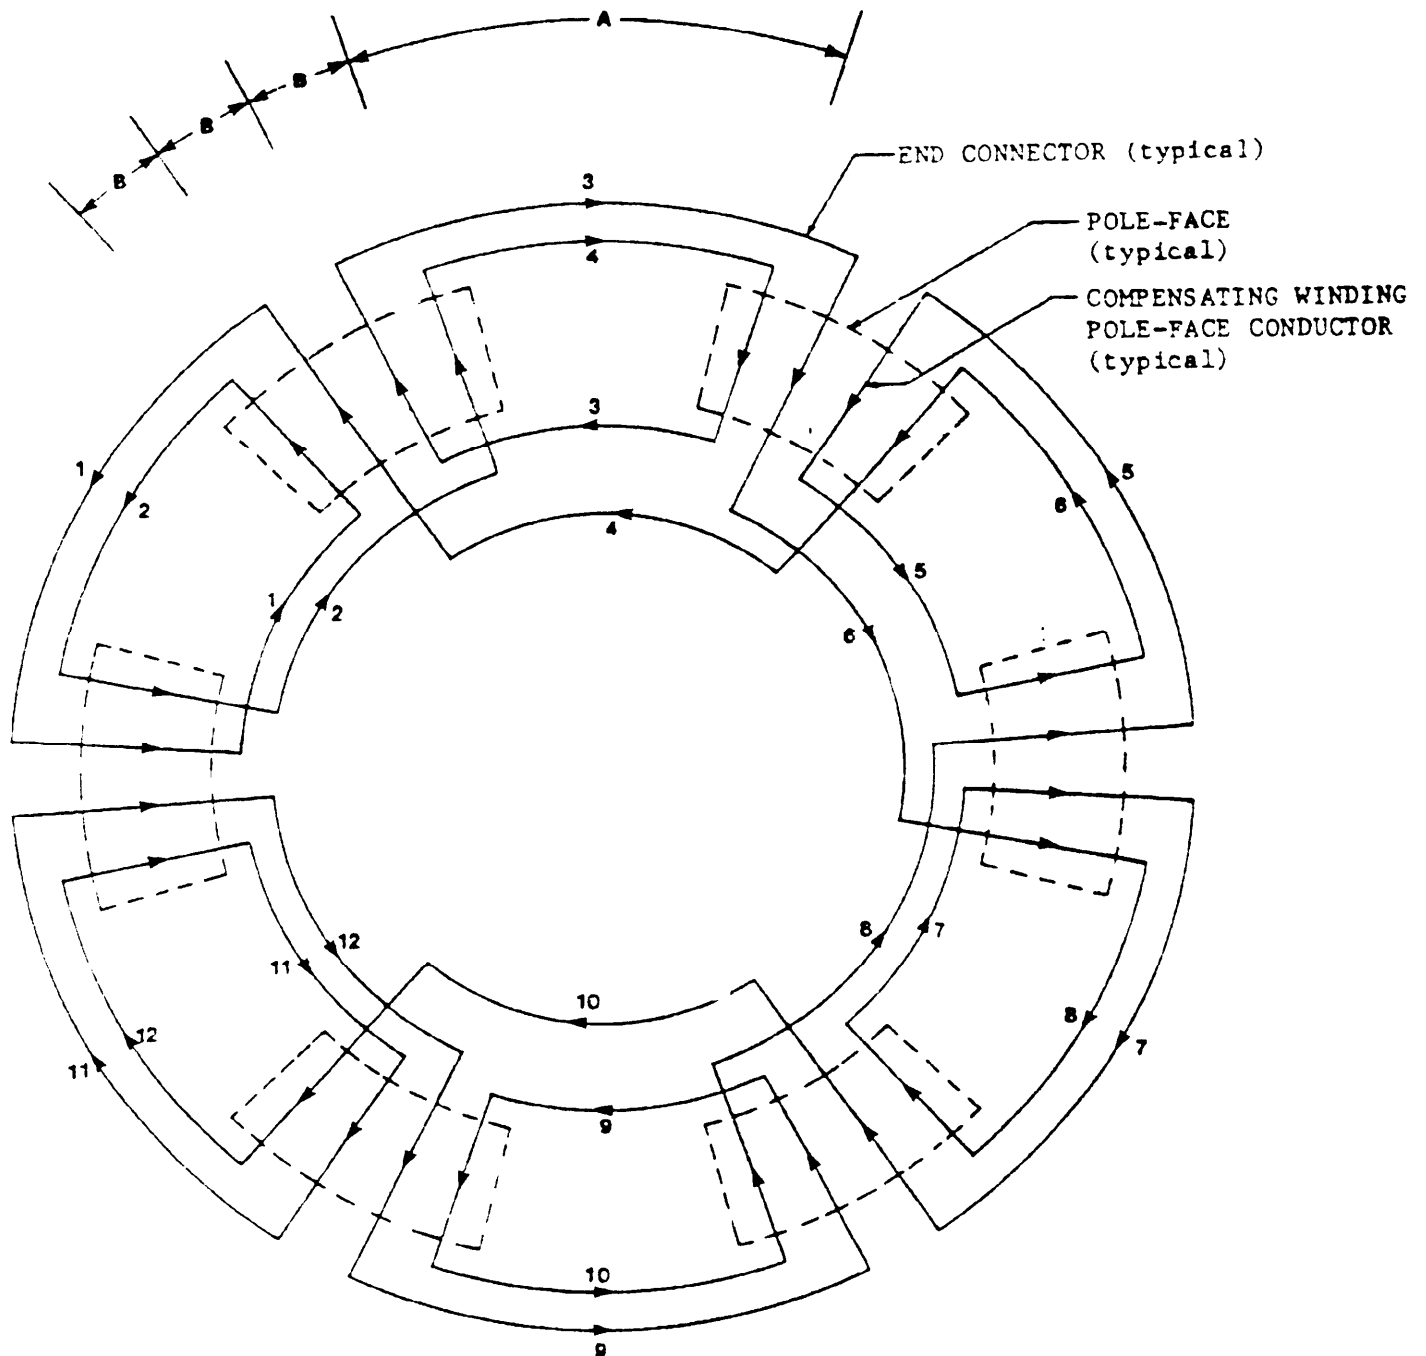 A
B
B
B
END CONNECTOR (typical)
3
POLE-FACE
(typical)
4
COMPENSATING WINDING
POLE-FACE CONDUCTOR
(typical)
3
1
5
2
6
4
5
1
2
6
12
8
7
11
10
8
12
7
11
9
10
9